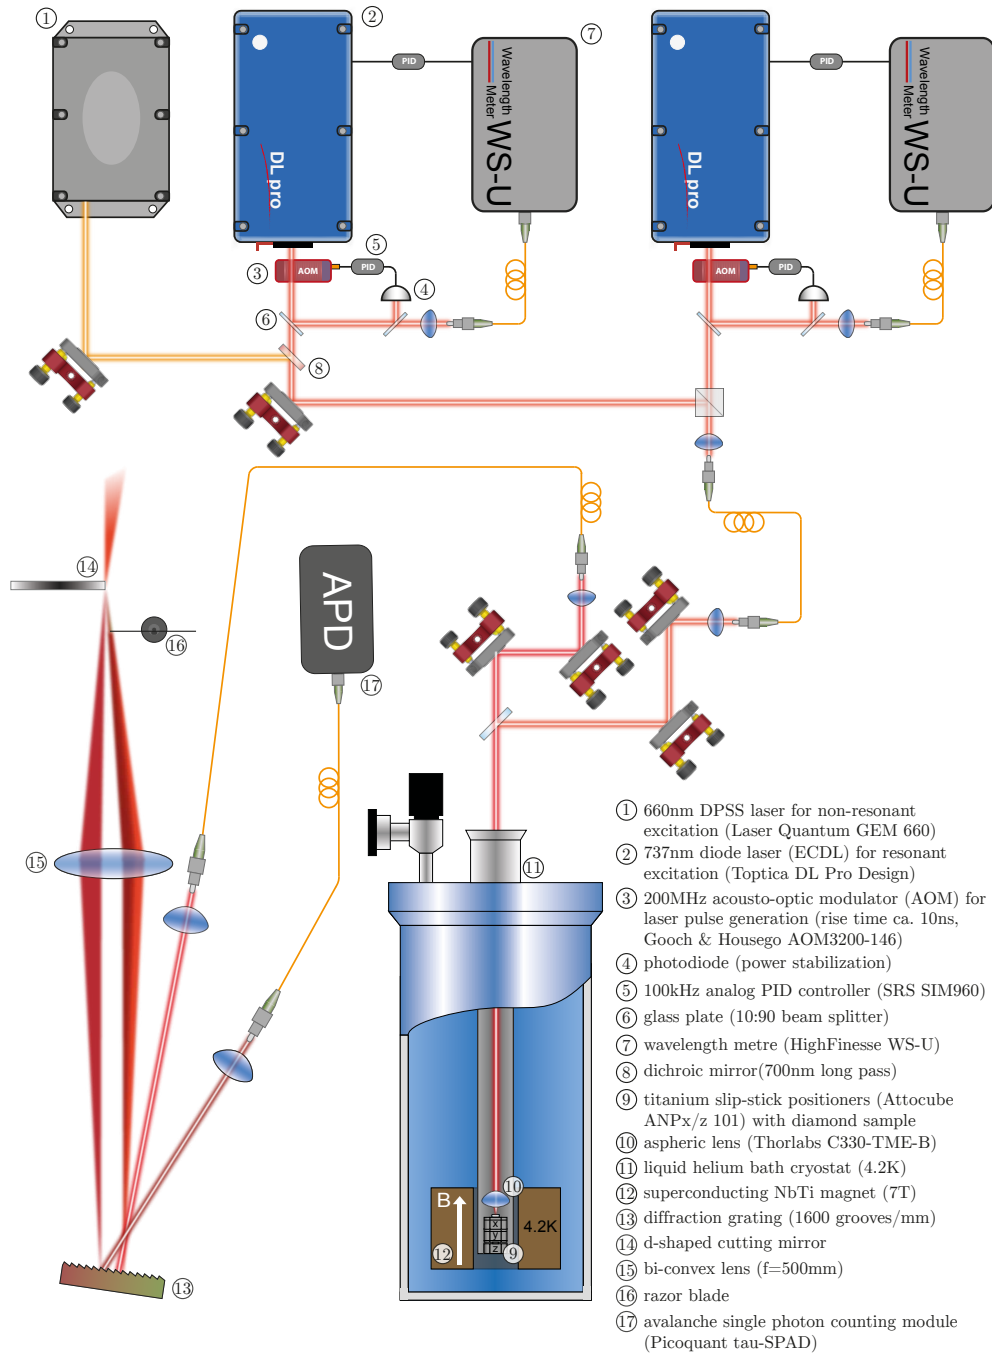 1
2
7
PID
Wavelength
Meter
WS-U
DL pro
PID
Wavelength
Meter
WS-U
DL pro
5
3
AOM
PID
4
AOM
PID
6
8
14
16
APD
17
15
11
B
10
x
y
z
4.2K
12
9
13
1 660nm DPSS laser for non-resonant
excitation (Laser Quantum GEM 660)
2 737nm diode laser (ECDL) for resonant
excitation (Toptica DL Pro Design)
3 200MHz acousto-optic modulator (AOM) for
laser pulse generation (rise time ca. 10ns,
Gooch & Housego AOM3200-146)
4 photodiode (power stabilization)
5 100kHz analog PID controller (SRS SIM960)
6 glass plate (10:90 beam splitter)
7 wavelength metre (HighFinesse WS-U)
8 dichroic mirror(700nm long pass)
9 titanium slip-stick positioners (Attocube
ANPx/z 101) with diamond sample
10 aspheric lens (Thorlabs C330-TME-B)
11 liquid helium bath cryostat (4.2K)
12 superconducting NbTi magnet (7T)
13 diffraction grating (1600 grooves/mm)
14 d-shaped cutting mirror
15 bi-convex lens (f=500mm)
16 razor blade
17 avalanche single photon counting module
(Picoquant tau-SPAD)